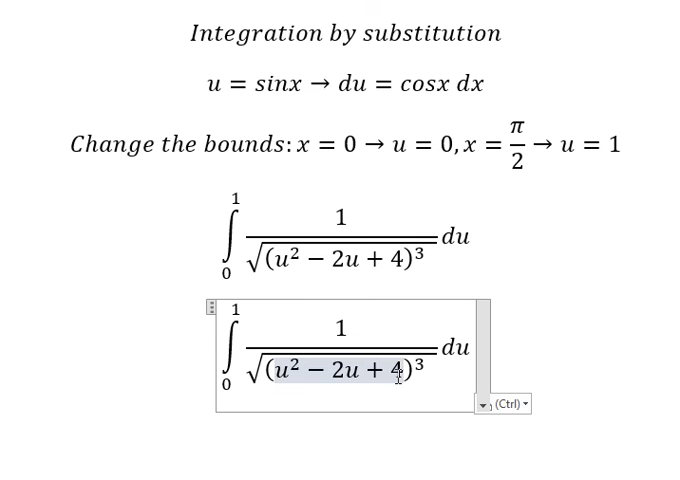 Integration by substitution
u = sinx → du = cosx dx
Change the bounds: x = 0 → u = 0, x = π/2 → u = 1
∫₀¹ 1/√((u² − 2u + 4)³) du
∫₀¹ 1/√((u² − 2u + 4)³) du
(Ctrl)